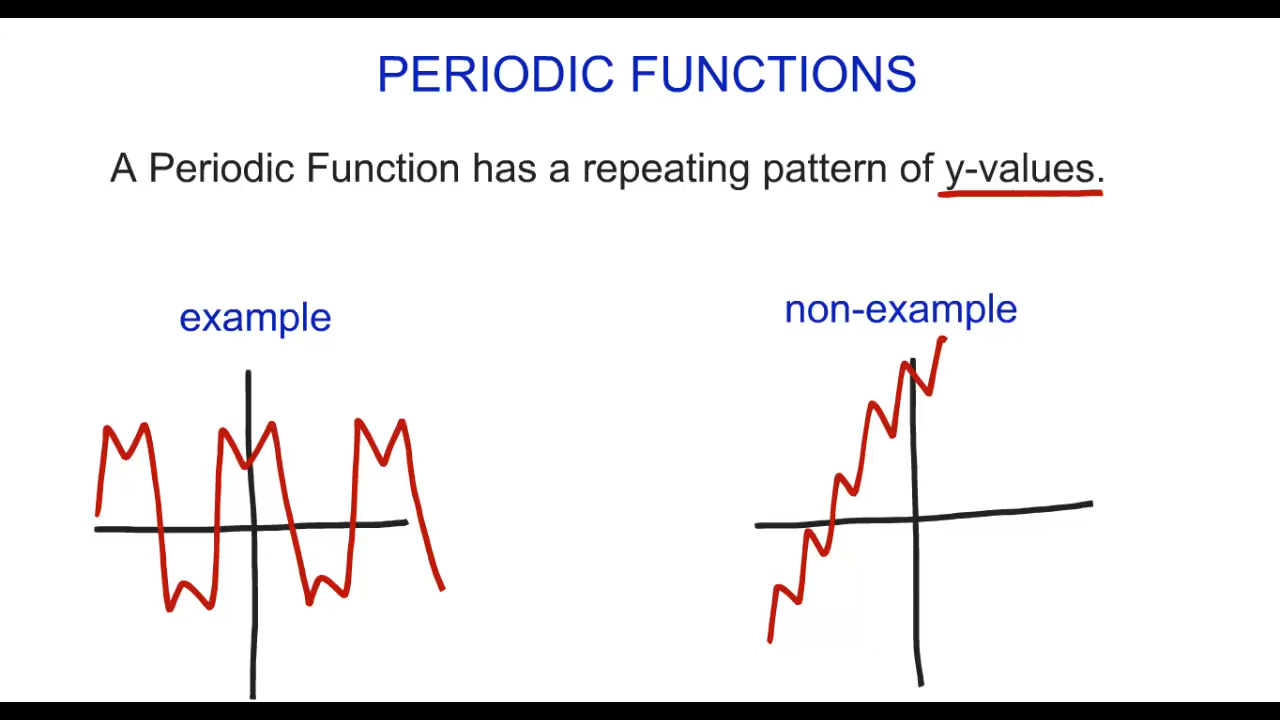 PERIODIC FUNCTIONS
A Periodic Function has a repeating pattern of y-values.
example
non-example